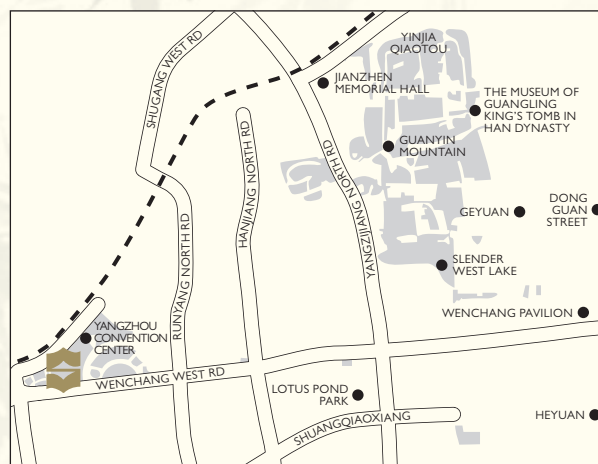 YINJIA
QIAOTOU
SHUGANG WEST RD
JIANZHEN
MEMORIAL HALL
THE MUSEUM OF
GUANGLING
KING'S TOMB IN
HAN DYNASTY
HANJIANG NORTH RD
YANGZIJIANG NORTH RD
GUANYIN
MOUNTAIN
RUNYANG NORTH RD
GEYUAN
DONG
GUAN
STREET
SLENDER
WEST LAKE
WENCHANG PAVILION
YANGZHOU
CONVENTION
CENTER
WENCHANG WEST RD
LOTUS POND
PARK
SHUANGQIAOXIANG
HEYUAN